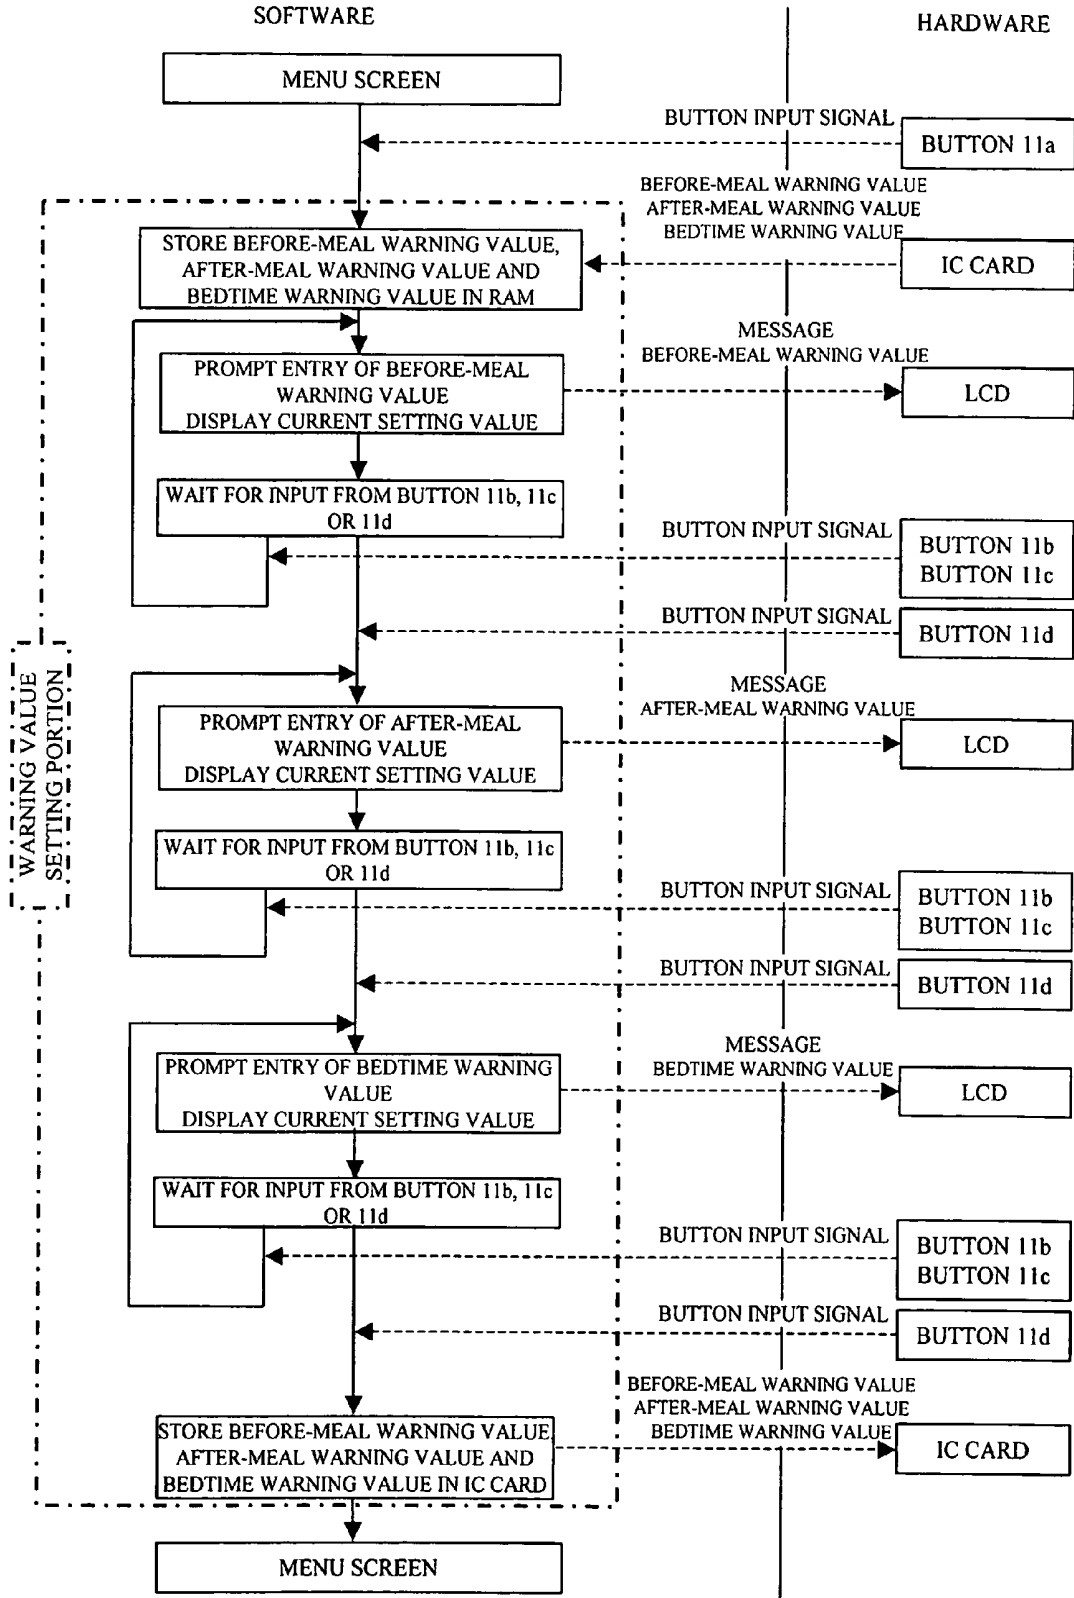 SOFTWARE
HARDWARE
MENU SCREEN
BUTTON INPUT SIGNAL
BUTTON 11a
BEFORE-MEAL WARNING VALUE
AFTER-MEAL WARNING VALUE
BEDTIME WARNING VALUE
STORE BEFORE-MEAL WARNING VALUE,
AFTER-MEAL WARNING VALUE AND
BEDTIME WARNING VALUE IN RAM
IC CARD
MESSAGE
BEFORE-MEAL WARNING VALUE
PROMPT ENTRY OF BEFORE-MEAL
WARNING VALUE
DISPLAY CURRENT SETTING VALUE
LCD
WAIT FOR INPUT FROM BUTTON 11b, 11c
OR 11d
BUTTON INPUT SIGNAL
BUTTON 11b
BUTTON 11c
BUTTON INPUT SIGNAL
BUTTON 11d
WARNING VALUE
SETTING PORTION
MESSAGE
AFTER-MEAL WARNING VALUE
PROMPT ENTRY OF AFTER-MEAL
WARNING VALUE
DISPLAY CURRENT SETTING VALUE
LCD
WAIT FOR INPUT FROM BUTTON 11b, 11c
OR 11d
BUTTON INPUT SIGNAL
BUTTON 11b
BUTTON 11c
BUTTON INPUT SIGNAL
BUTTON 11d
MESSAGE
BEDTIME WARNING VALUE
PROMPT ENTRY OF BEDTIME WARNING
VALUE
DISPLAY CURRENT SETTING VALUE
LCD
WAIT FOR INPUT FROM BUTTON 11b, 11c
OR 11d
BUTTON INPUT SIGNAL
BUTTON 11b
BUTTON 11c
BUTTON INPUT SIGNAL
BUTTON 11d
BEFORE-MEAL WARNING VALUE
AFTER-MEAL WARNING VALUE
BEDTIME WARNING VALUE
STORE BEFORE-MEAL WARNING VALUE,
AFTER-MEAL WARNING VALUE AND
BEDTIME WARNING VALUE IN IC CARD
IC CARD
MENU SCREEN